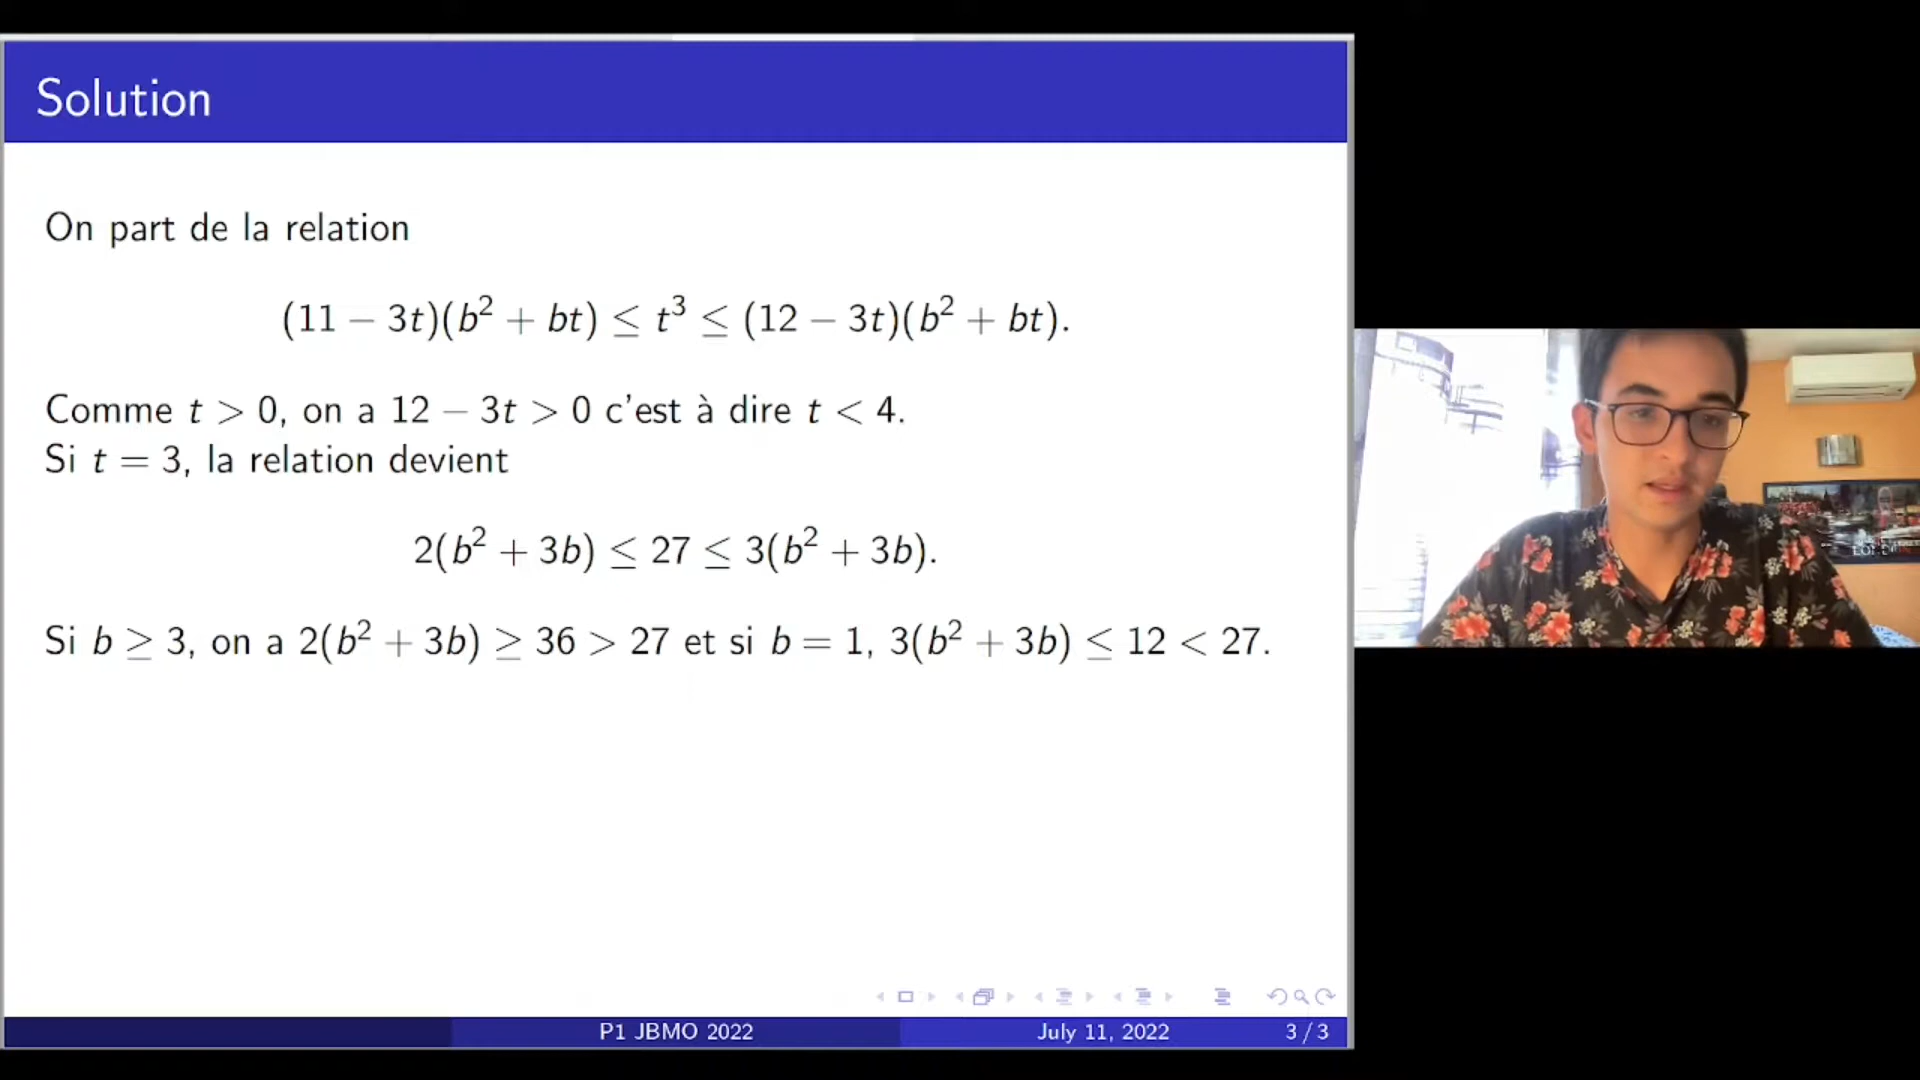 Solution
On part de la relation
(11 − 3t)(b² + bt) ≤ t³ ≤ (12 − 3t)(b² + bt).
Comme t > 0, on a 12 − 3t > 0 c'est à dire t < 4.
Si t = 3, la relation devient
2(b² + 3b) ≤ 27 ≤ 3(b² + 3b).
Si b ≥ 3, on a 2(b² + 3b) ≥ 36 > 27 et si b = 1, 3(b² + 3b) ≤ 12 < 27.
P1 JBMO 2022 July 11, 2022 3 / 3